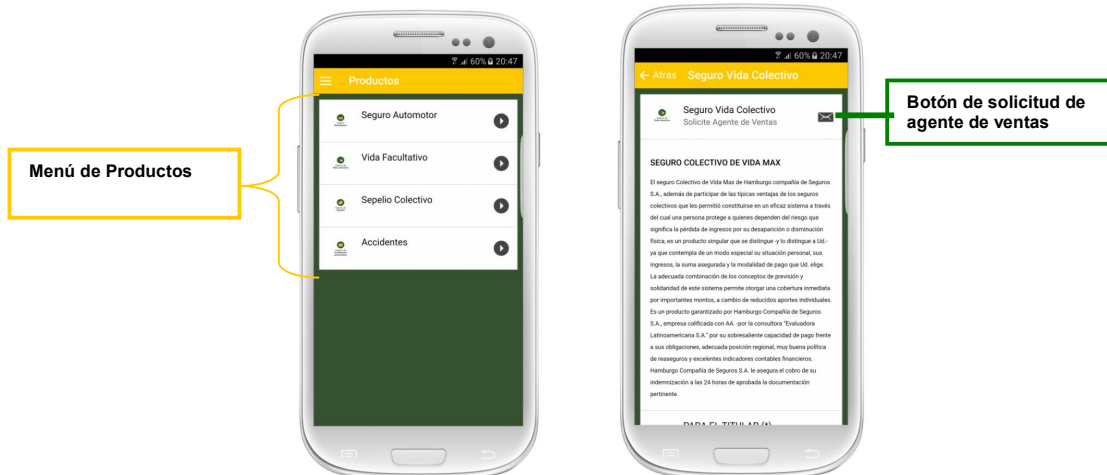 60% 20:47
Productos
Seguro Automotor
Vida Facultativo
Sepelio Colectivo
Accidentes
Menú de Productos
60% 20:47
Atras Seguro Vida Colectivo
Seguro Vida Colectivo
Solicite Agente de Ventas
SEGURO COLECTIVO DE VIDA MAX
El seguro Colectivo de Vida Max de Hamburgo compañía de Seguros
S.A., además de participar de las típicas ventajas de los seguros
colectivos que les permitió constituirse en un eficaz sistema a través
del cual una persona protege a quienes dependen del riesgo que
significa la pérdida de ingresos por su desaparición o disminución
física, es un producto singular que se distingue -y lo distingue a Ud.-
ya que contempla de un modo especial su situación personal, sus
ingresos, la suma asegurada y la modalidad de pago que Ud. elige.
La adecuada combinación de los conceptos de previsión y
solidaridad de este sistema permite otorgar una cobertura inmediata
por importantes montos, a cambio de reducidos aportes individuales.
Es un producto garantizado por Hamburgo Compañía de Seguros
S.A., empresa calificada con AA. -por la consultora "Evaluadora
Latinoamericana S.A." por su sobresaliente capacidad de pago frente
a sus obligaciones, adecuada posición regional, muy buena política
de reaseguros y excelentes indicadores contables financieros.
Hamburgo Compañía de Seguros S.A. le asegura el cobro de su
indemnización a las 24 horas de aprobada la documentación
pertinente.
PARA EL TITULAR (*)
Botón de solicitud de
agente de ventas